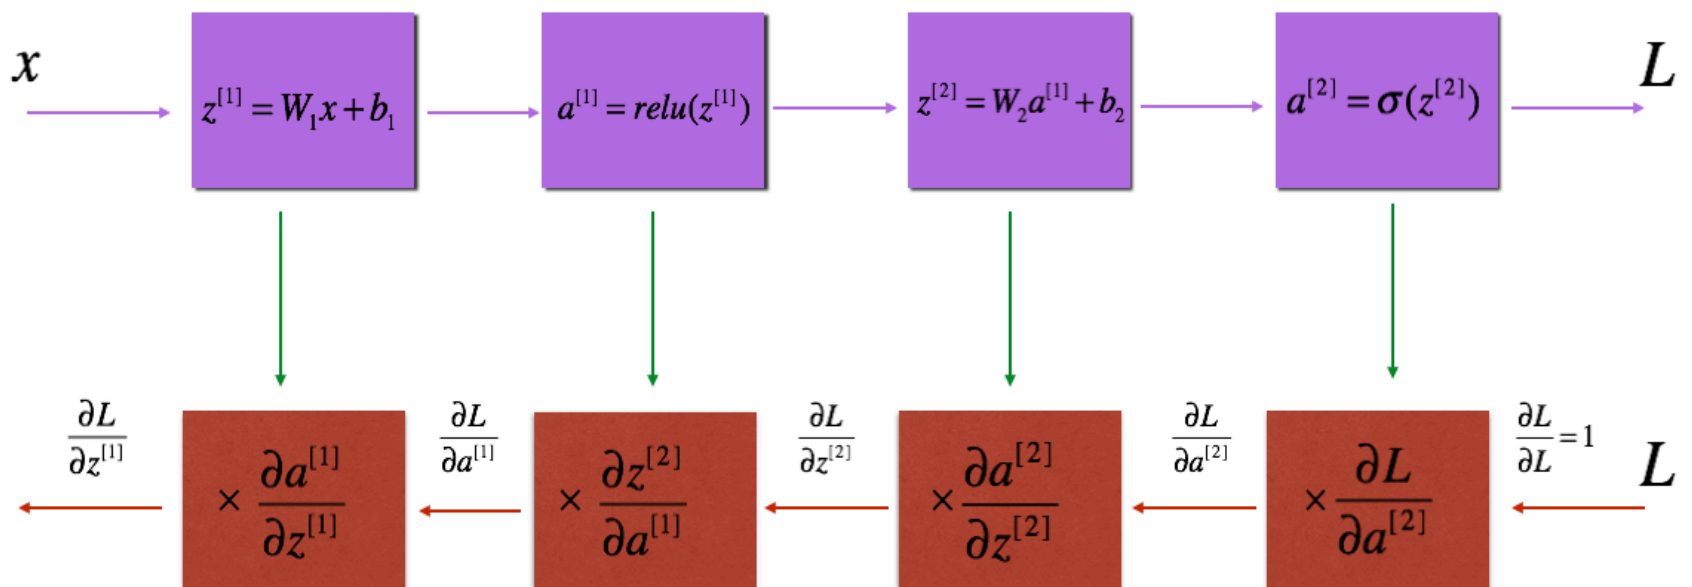 x
z^[1] = W_1x + b_1
a^[1] = relu(z^[1])
z^[2] = W_2a^[1] + b_2
a^[2] = σ(z^[2])
L
∂L/∂z^[1]
× ∂a^[1]/∂z^[1]
∂L/∂a^[1]
× ∂z^[2]/∂a^[1]
∂L/∂z^[2]
× ∂a^[2]/∂z^[2]
∂L/∂a^[2]
× ∂L/∂a^[2]
∂L/∂L = 1
L